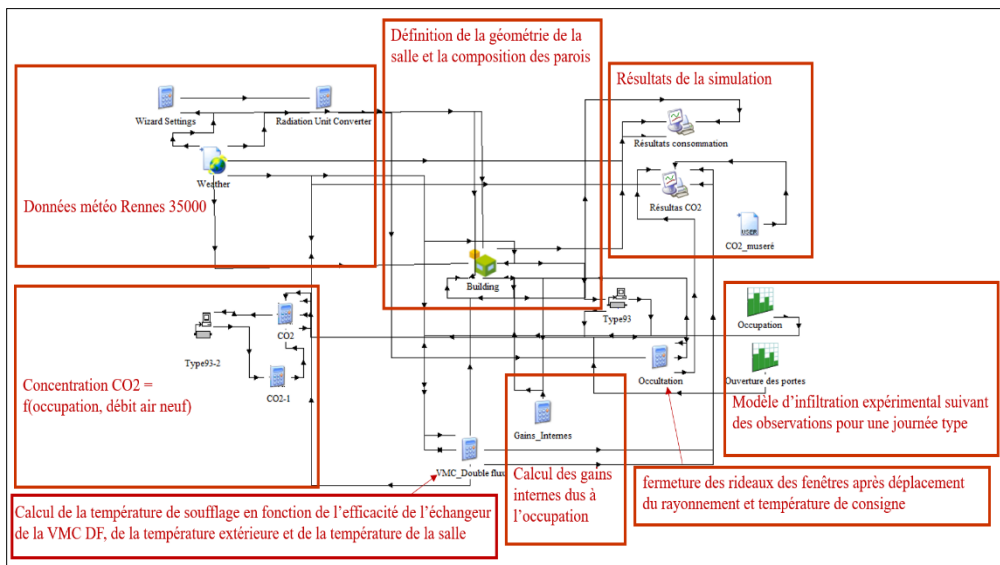 Définition de la géométrie de la
salle et la composition des parois
Résultats de la simulation
Wizard Settings
Radiation Unit Converter
Weather
Données météo Rennes 35000
Résultats consommation
Résultas CO2
USER
CO2_museré
Building
Type93
Occultation
Occupation
Ouverture des portes
Modèle d'infiltration expérimental suivant
des observations pour une journée type
CO2
Type93-2
CO2-1
Concentration CO2 =
f(occupation, débit air neuf)
Gains_Internes
Calcul des gains
internes dus à
l'occupation
VMC_Double flux
fermeture des rideaux des fenêtres après déplacement
du rayonnement et température de consigne
Calcul de la température de soufflage en fonction de l'efficacité de l'échangeur
de la VMC DF, de la température extérieure et de la température de la salle